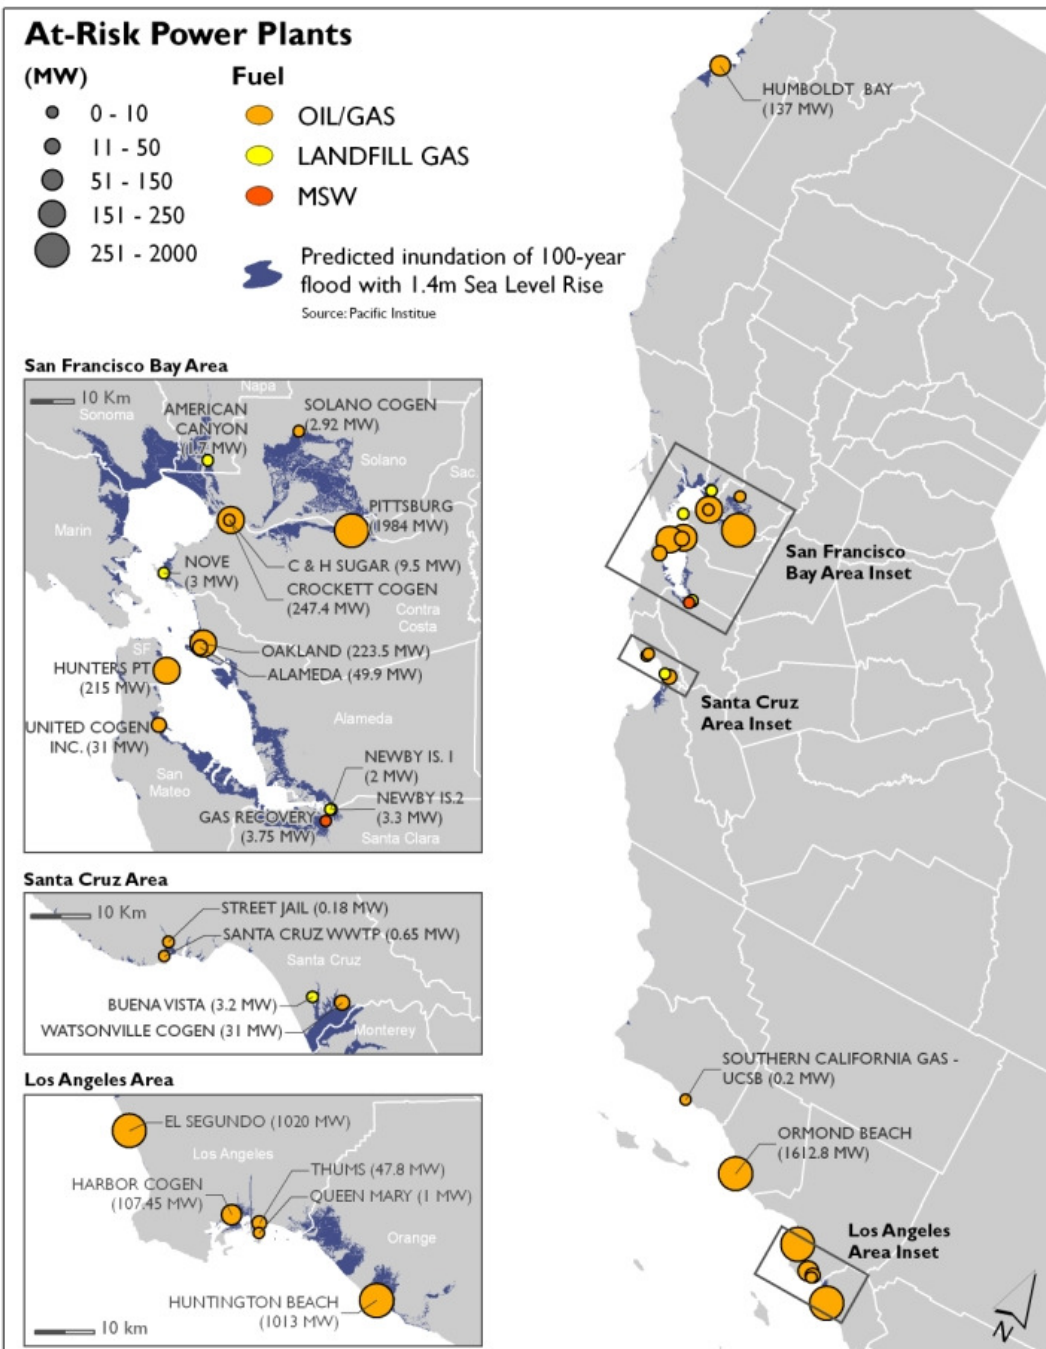 At-Risk Power Plants
(MW)
0 - 10
11 - 50
51 - 150
151 - 250
251 - 2000
Fuel
OIL/GAS
LANDFILL GAS
MSW
Predicted inundation of 100-year
flood with 1.4m Sea Level Rise
Source: Pacific Institue
HUMBOLDT BAY
(137 MW)
San Francisco
Bay Area Inset
Santa Cruz
Area Inset
SOUTHERN CALIFORNIA GAS -
UCSB (0.2 MW)
ORMOND BEACH
(1612.8 MW)
Los Angeles
Area Inset
N
San Francisco Bay Area
10 Km
Napa
Sonoma
AMERICAN
CANYON
(1.7 MW)
SOLANO COGEN
(2.92 MW)
Solano
Sac
Marin
PITTSBURG
(1984 MW)
NOVE
(3 MW)
C & H SUGAR (9.5 MW)
CROCKETT COGEN
(247.4 MW)
Contra
Costa
SF
OAKLAND (223.5 MW)
ALAMEDA (49.9 MW)
HUNTERS PT
(215 MW)
UNITED COGEN
INC. (31 MW)
Alameda
San
Mateo
NEWBY IS. 1
(2 MW)
NEWBY IS.2
(3.3 MW)
GAS RECOVERY
(3.75 MW)
Santa Clara
Santa Cruz Area
10 Km
STREET JAIL (0.18 MW)
SANTA CRUZ WWTP (0.65 MW)
Santa Cruz
BUENA VISTA (3.2 MW)
WATSONVILLE COGEN (31 MW)
Monterey
Los Angeles Area
EL SEGUNDO (1020 MW)
Los Angeles
THUMS (47.8 MW)
HARBOR COGEN
(107.45 MW)
QUEEN MARY (1 MW)
Orange
HUNTINGTON BEACH
(1013 MW)
10 km